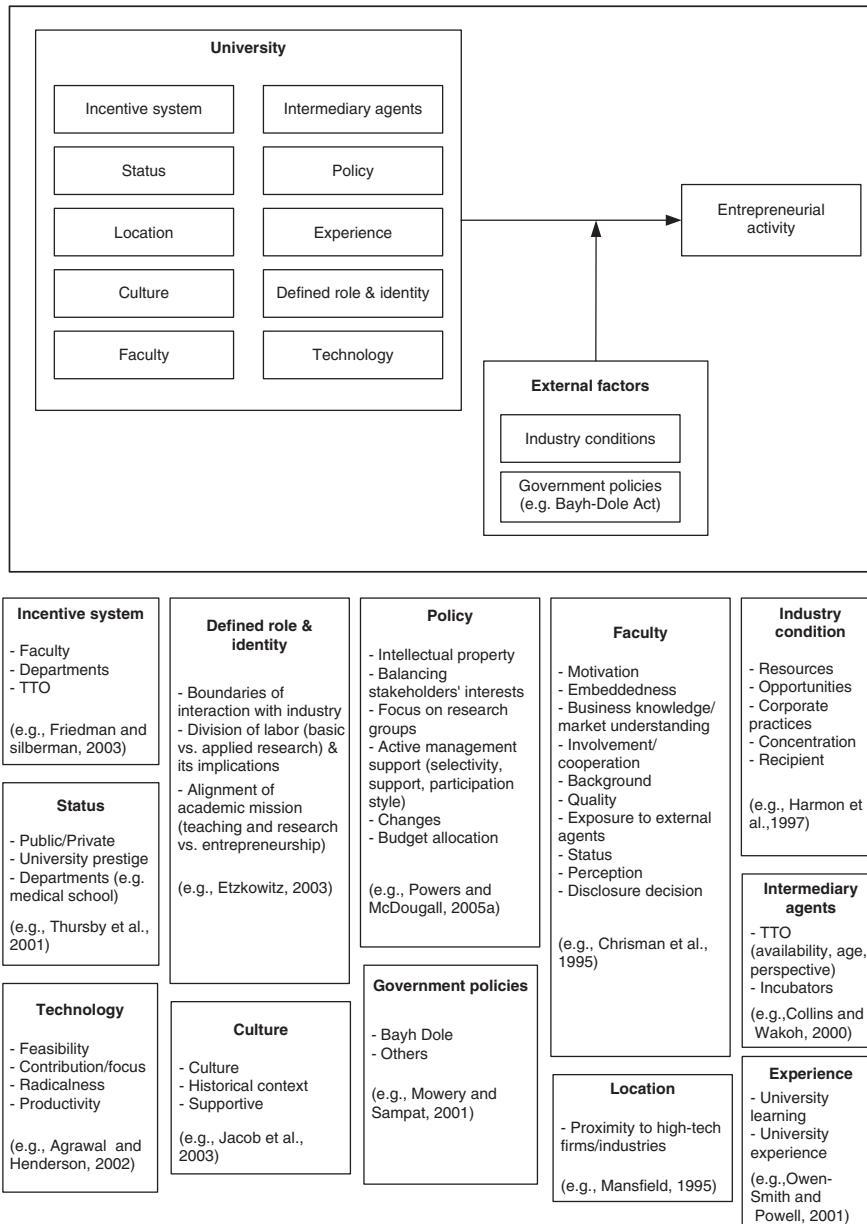 University
Incentive system
Intermediary agents
Status
Policy
Location
Experience
Culture
Defined role & identity
Faculty
Technology
Entrepreneurial
activity
External factors
Industry conditions
Government policies
(e.g. Bayh-Dole Act)
Incentive system
- Faculty
- Departments
- TTO
(e.g., Friedman and
silberman, 2003)
Status
- Public/Private
- University prestige
- Departments (e.g.
medical school)
(e.g., Thursby et al.,
2001)
Technology
- Feasibility
- Contribution/focus
- Radicalness
- Productivity
(e.g., Agrawal and
Henderson, 2002)
Defined role &
identity
- Boundaries of
interaction with industry
- Division of labor (basic
vs. applied research) &
its implications
- Alignment of
academic mission
(teaching and research
vs. entrepreneurship)
(e.g., Etzkowitz, 2003)
Culture
- Culture
- Historical context
- Supportive
(e.g., Jacob et al.,
2003)
Policy
- Intellectual property
- Balancing
stakeholders' interests
- Focus on research
groups
- Active management
support (selectivity,
support, participation
style)
- Changes
- Budget allocation
(e.g., Powers and
McDougall, 2005a)
Government policies
- Bayh Dole
- Others
(e.g., Mowery and
Sampat, 2001)
Faculty
- Motivation
- Embeddedness
- Business knowledge/
market understanding
- Involvement/
cooperation
- Background
- Quality
- Exposure to external
agents
- Status
- Perception
- Disclosure decision
(e.g., Chrisman et al.,
1995)
Location
- Proximity to high-tech
firms/industries
(e.g., Mansfield, 1995)
Industry
condition
- Resources
- Opportunities
- Corporate
practices
- Concentration
- Recipient
(e.g., Harmon et
al.,1997)
Intermediary
agents
- TTO
(availability, age,
perspective)
- Incubators
(e.g.,Collins and
Wakoh, 2000)
Experience
- University
learning
- University
experience
(e.g.,Owen-
Smith and
Powell, 2001)